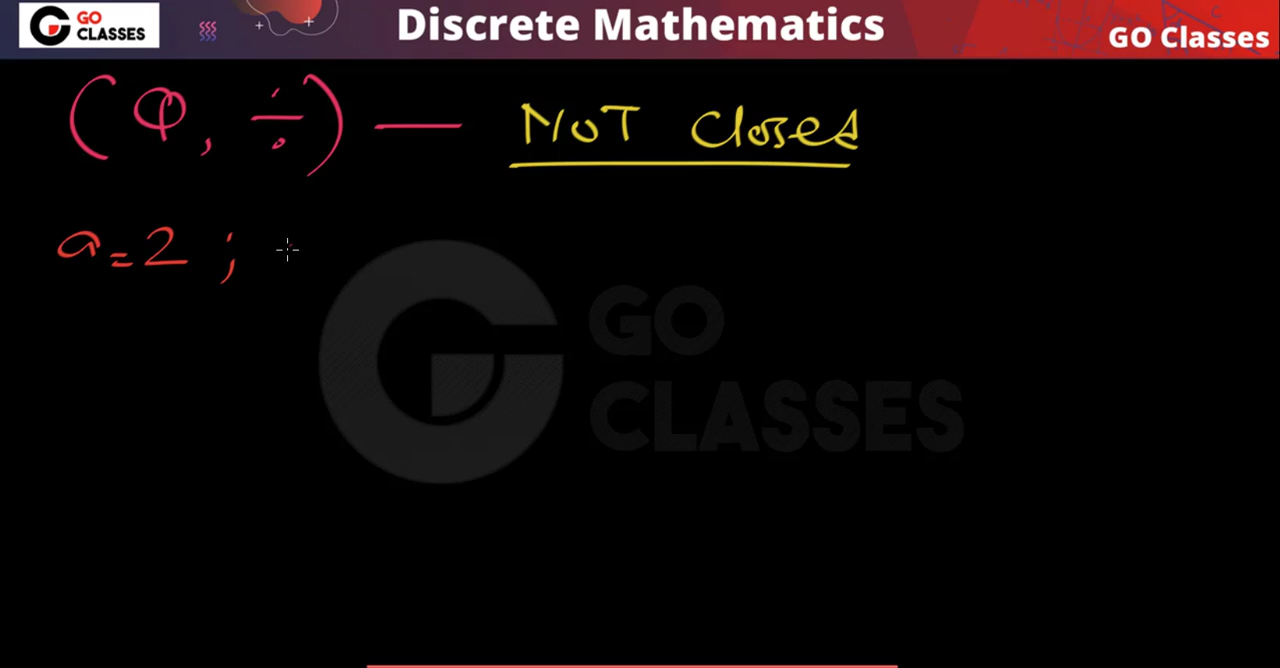 GO CLASSES
Discrete Mathematics
GO Classes
(Q, ÷) — NOT Closed
a = 2 ;
GO
CLASSES